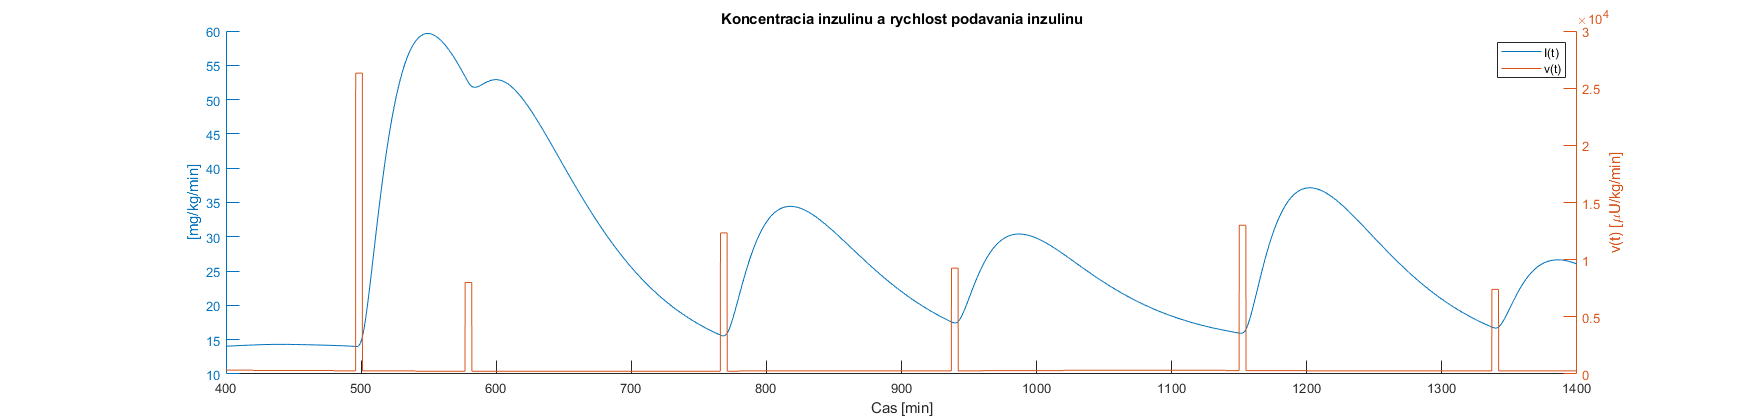 Koncentracia inzulinu a rychlost podavania inzulinu
×10^4
60
55
50
45
40
35
30
25
20
15
10
[mg/kg/min]
3
2.5
2
1.5
1
0.5
0
v(t) [μU/kg/min]
I(t)
v(t)
400 500 600 700 800 900 1000 1100 1200 1300 1400
Cas [min]